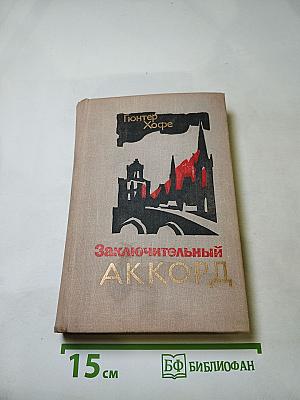 Гюнтер
Хофе
Заключительный
АККОРД
15 см
БФ БИБЛИОФАН